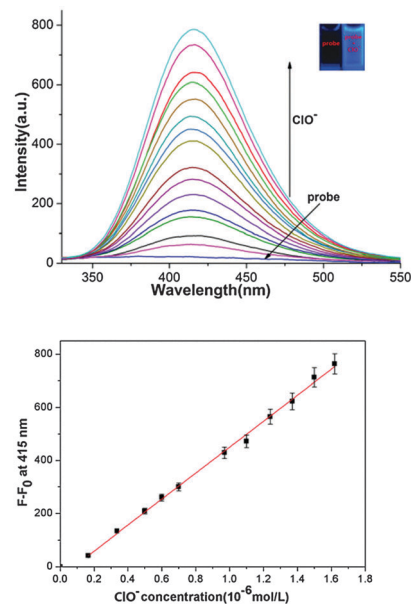 800
600
400
200
0
Intensity(a.u.)
probe
ClO⁻
probe
350 400 450 500 550
Wavelength(nm)
800
600
400
200
0
F-F₀ at 415 nm
0.0 0.2 0.4 0.6 0.8 1.0 1.2 1.4 1.6 1.8
ClO⁻ concentration(10⁻⁶mol/L)